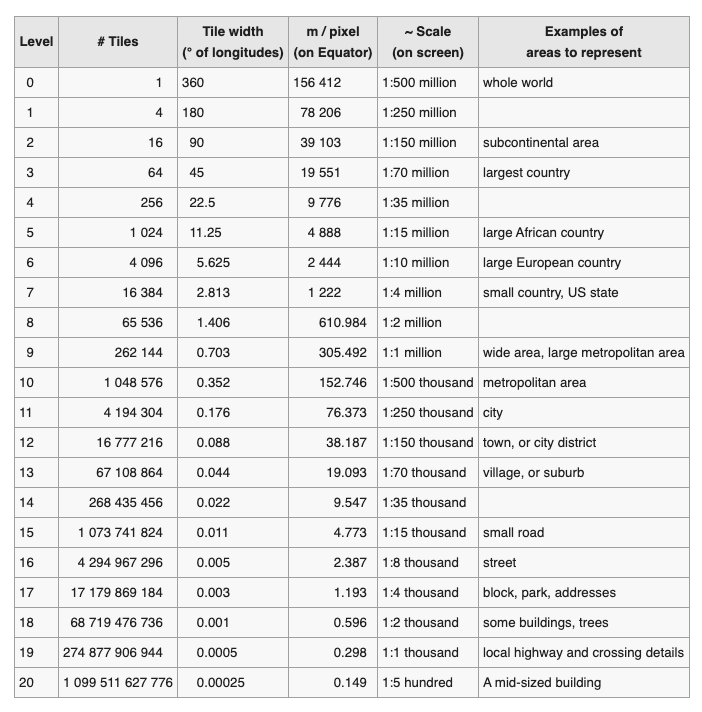 Level # Tiles Tile width (° of longitudes) m / pixel (on Equator) ~ Scale (on screen) Examples of areas to represent
0 1 360 156 412 1:500 million whole world
1 4 180 78 206 1:250 million
2 16 90 39 103 1:150 million subcontinental area
3 64 45 19 551 1:70 million largest country
4 256 22.5 9 776 1:35 million
5 1 024 11.25 4 888 1:15 million large African country
6 4 096 5.625 2 444 1:10 million large European country
7 16 384 2.813 1 222 1:4 million small country, US state
8 65 536 1.406 610.984 1:2 million
9 262 144 0.703 305.492 1:1 million wide area, large metropolitan area
10 1 048 576 0.352 152.746 1:500 thousand metropolitan area
11 4 194 304 0.176 76.373 1:250 thousand city
12 16 777 216 0.088 38.187 1:150 thousand town, or city district
13 67 108 864 0.044 19.093 1:70 thousand village, or suburb
14 268 435 456 0.022 9.547 1:35 thousand
15 1 073 741 824 0.011 4.773 1:15 thousand small road
16 4 294 967 296 0.005 2.387 1:8 thousand street
17 17 179 869 184 0.003 1.193 1:4 thousand block, park, addresses
18 68 719 476 736 0.001 0.596 1:2 thousand some buildings, trees
19 274 877 906 944 0.0005 0.298 1:1 thousand local highway and crossing details
20 1 099 511 627 776 0.00025 0.149 1:5 hundred A mid-sized building